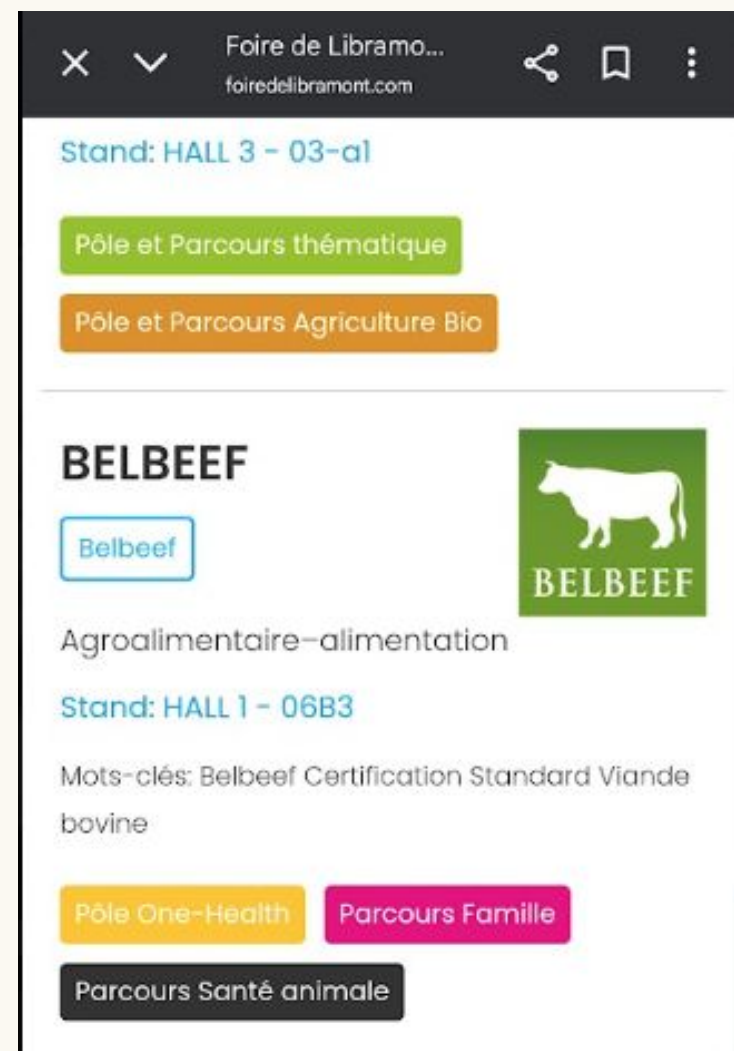 Foire de Libramo...
foiredelibramont.com
Stand: HALL 3 - 03-a1
Pôle et Parcours thématique
Pôle et Parcours Agriculture Bio
BELBEEF
Belbeef
BELBEEF
Agroalimentaire–alimentation
Stand: HALL 1 - 06B3
Mots-clés: Belbeef Certification Standard Viande
bovine
Pôle One-Health
Parcours Famille
Parcours Santé animale